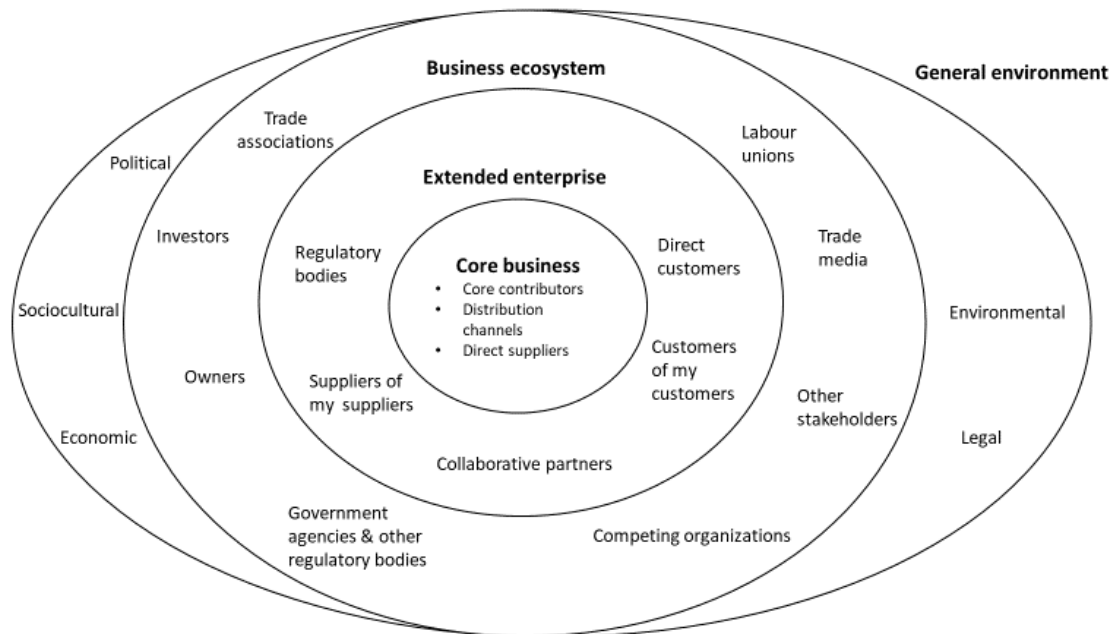 Business ecosystem
General environment
Trade
associations
Labour
unions
Political
Extended enterprise
Investors
Trade
media
Regulatory
bodies
Direct
customers
Core business
• Core contributors
• Distribution
channels
• Direct suppliers
Sociocultural
Environmental
Customers
of my
customers
Owners
Suppliers of
my suppliers
Other
stakeholders
Economic
Legal
Collaborative partners
Government
agencies & other
regulatory bodies
Competing organizations